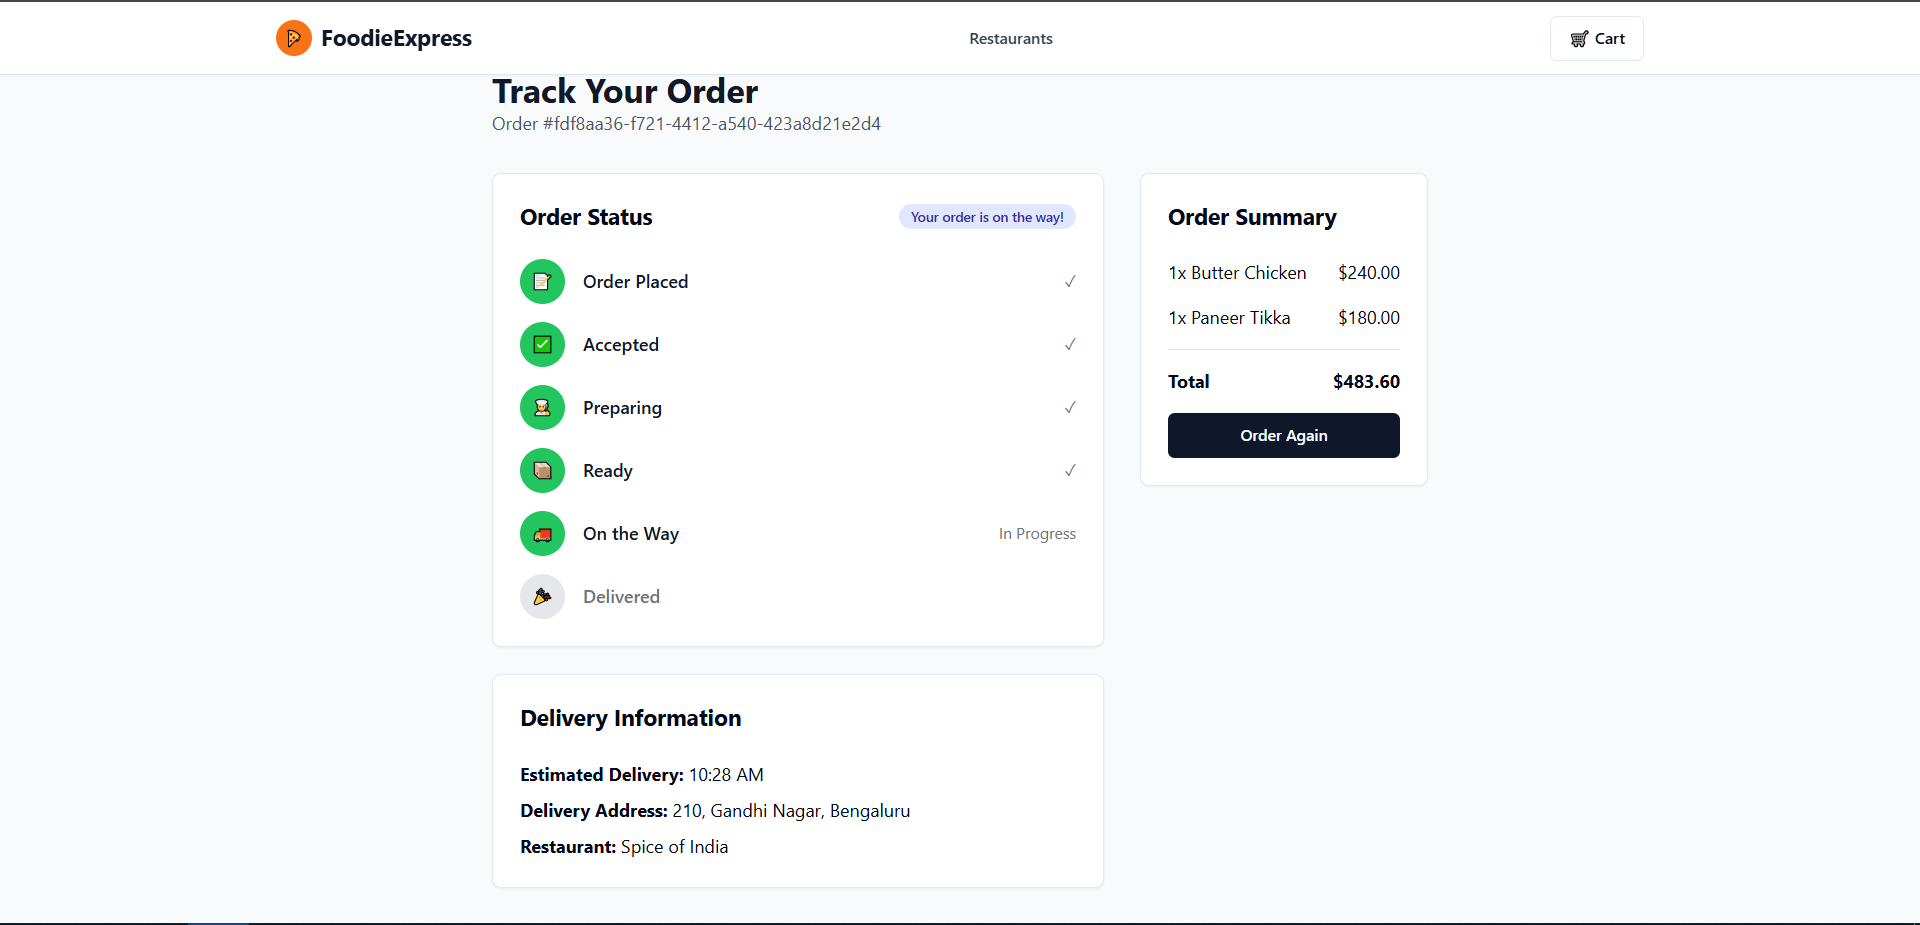 FoodieExpress
Restaurants
Cart
Track Your Order
Order #fdf8aa36-f721-4412-a540-423a8d21e2d4
Order Status
Your order is on the way!
Order Placed ✓
Accepted ✓
Preparing ✓
Ready ✓
On the Way In Progress
Delivered
Order Summary
1x Butter Chicken $240.00
1x Paneer Tikka $180.00
Total $483.60
Order Again
Delivery Information
Estimated Delivery: 10:28 AM
Delivery Address: 210, Gandhi Nagar, Bengaluru
Restaurant: Spice of India